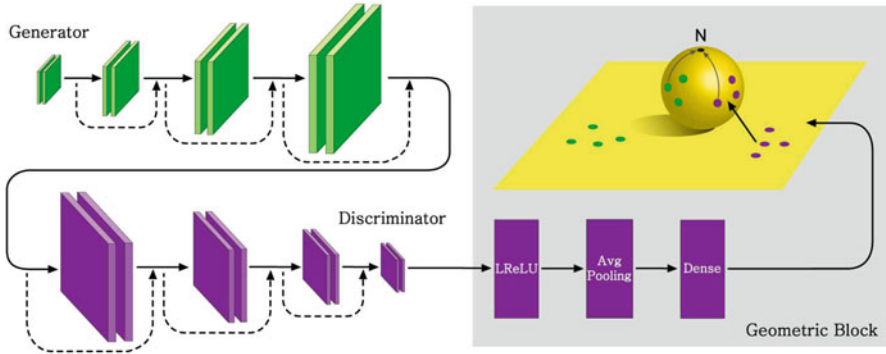 Generator
N
Discriminator
LReLU
Avg
Pooling
Dense
Geometric Block